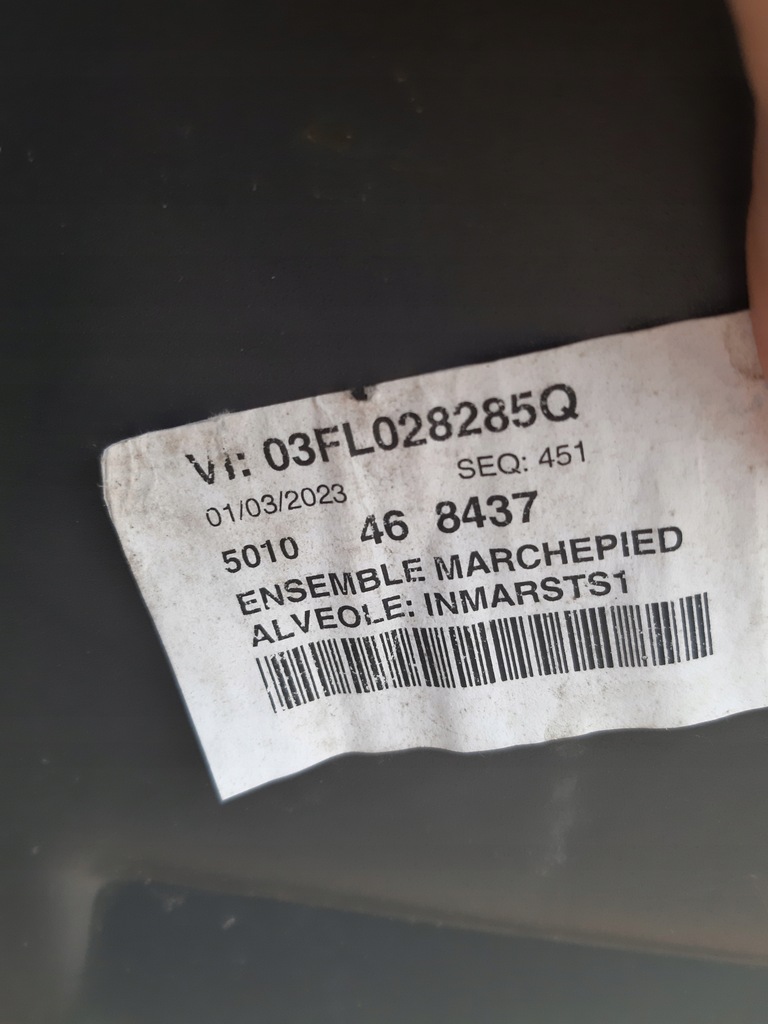 VI: 03FL028285Q
01/03/2023 SEQ: 451
5010 46 8437
ENSEMBLE MARCHEPIED
ALVEOLE: INMARSTS1